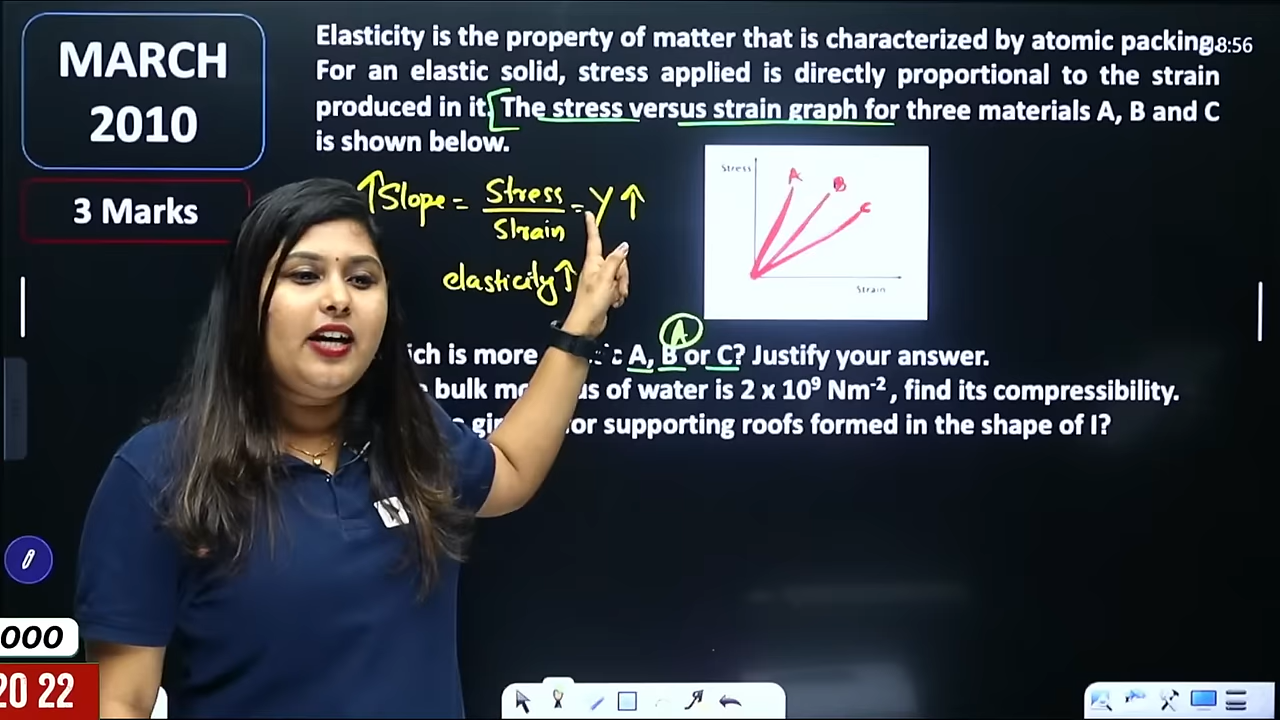 MARCH
2010
3 Marks
Elasticity is the property of matter that is characterized by atomic packing.
8:56
For an elastic solid, stress applied is directly proportional to the strain
produced in it. [The stress versus strain graph for three materials A, B and C
is shown below.
↑Slope = Stress/Strain = Y ↑
elasticity↑
Stress
A
B
C
Strain
A
ich is more A, B or C? Justify your answer.
bulk mo us of water is 2 x 10⁹ Nm⁻², find its compressibility.
gir or supporting roofs formed in the shape of I?
000
20 22